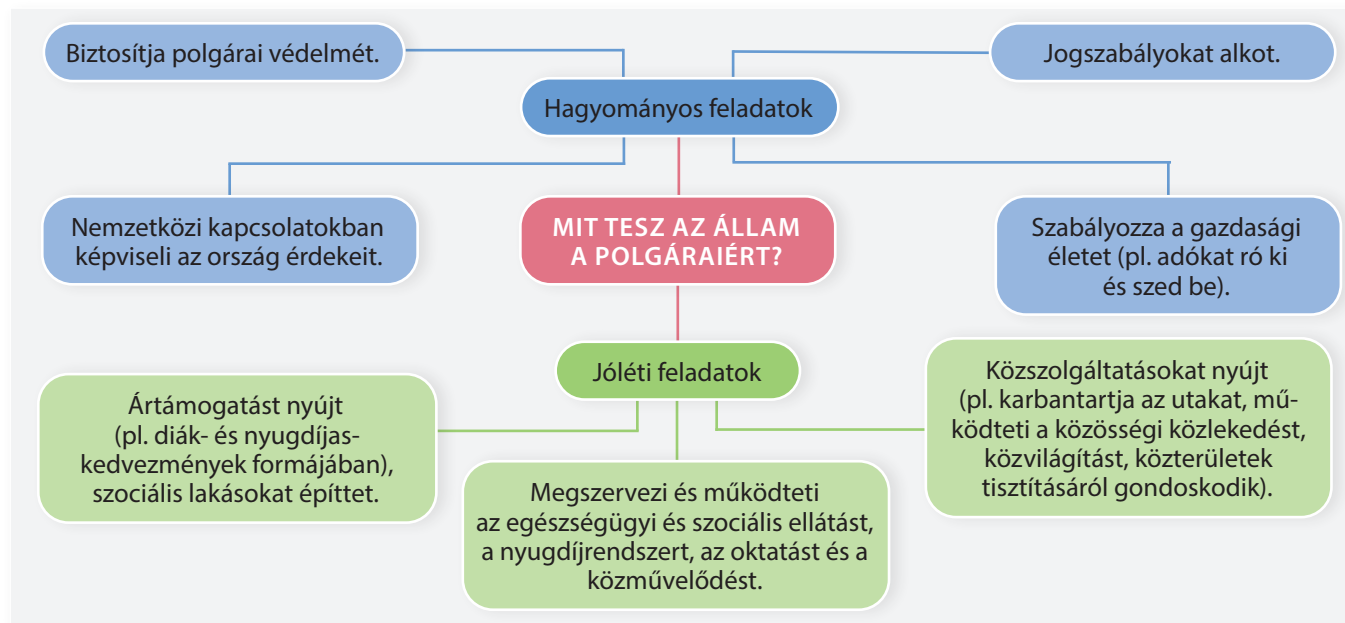 Biztosítja polgárai védelmét.
Jogszabályokat alkot.
Hagyományos feladatok
Nemzetközi kapcsolatokban
képviseli az ország érdekeit.
MIT TESZ AZ ÁLLAM
A POLGÁRAIÉRT?
Szabályozza a gazdasági
életet (pl. adókat ró ki
és szed be).
Jóléti feladatok
Ártámogatást nyújt
(pl. diák- és nyugdíjas-
kedvezmények formájában),
szociális lakásokat építtet.
Megszervezi és működteti
az egészségügyi és szociális ellátást,
a nyugdíjrendszert, az oktatást és a
közművelődést.
Közszolgáltatásokat nyújt
(pl. karbantartja az utakat, mű-
ködteti a közösségi közlekedést,
közvilágítást, közterületek
tisztításáról gondoskodik).